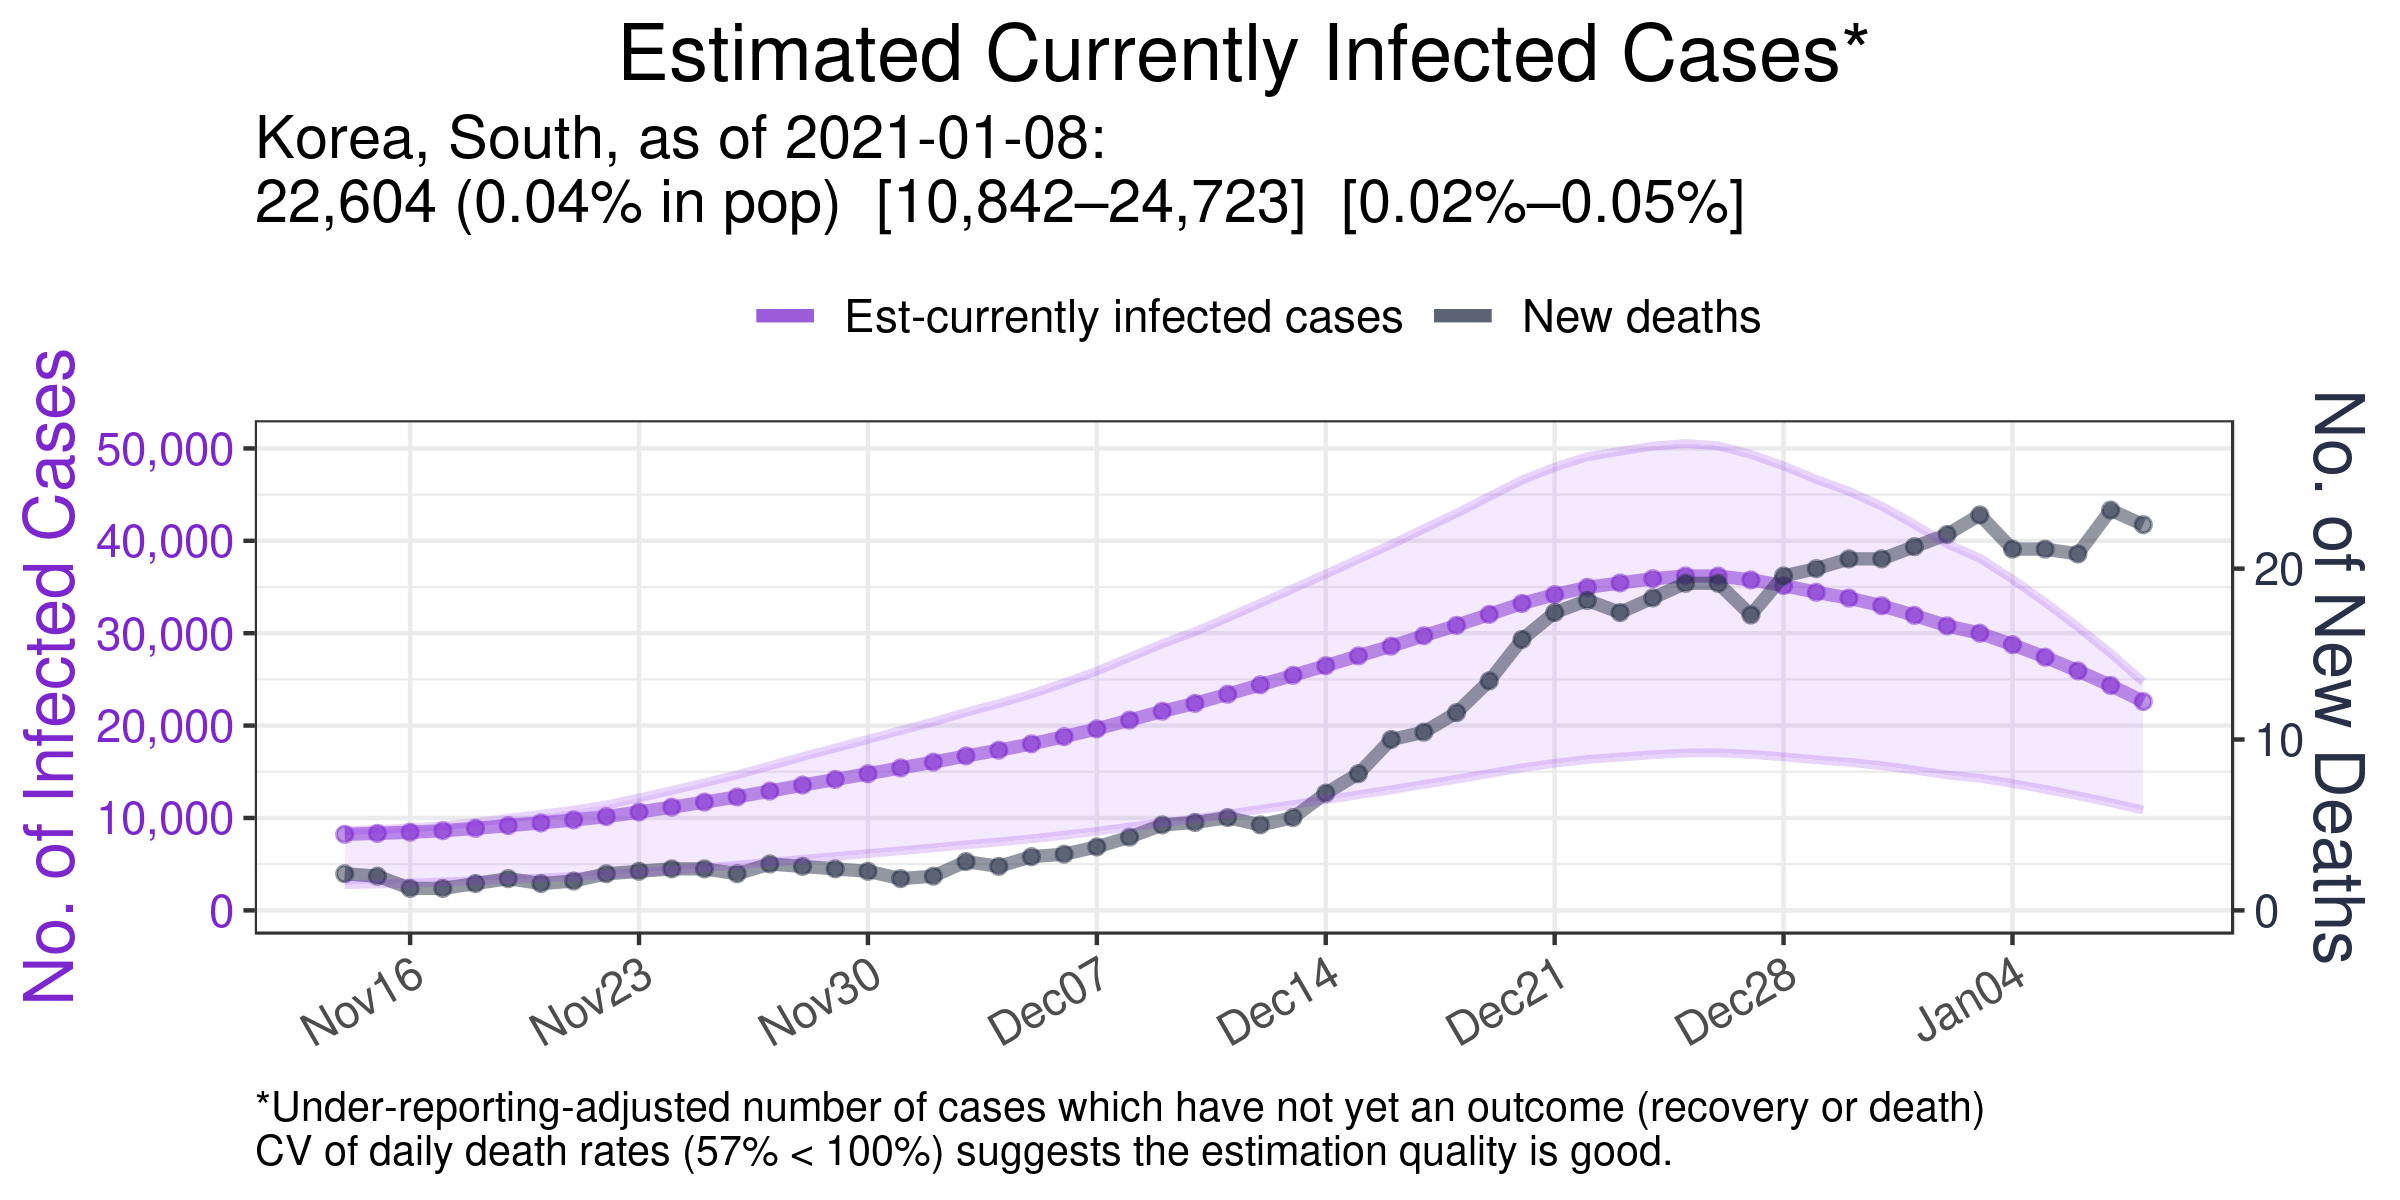 Estimated Currently Infected Cases*
Korea, South, as of 2021-01-08:
22,604 (0.04% in pop)  [10,842–24,723]  [0.02%–0.05%]
Est-currently infected cases
New deaths
No. of Infected Cases
50,000
40,000
30,000
20,000
10,000
0
No. of New Deaths
20
10
0
Nov16
Nov23
Nov30
Dec07
Dec14
Dec21
Dec28
Jan04
*Under-reporting-adjusted number of cases which have not yet an outcome (recovery or death)
CV of daily death rates (57% < 100%) suggests the estimation quality is good.